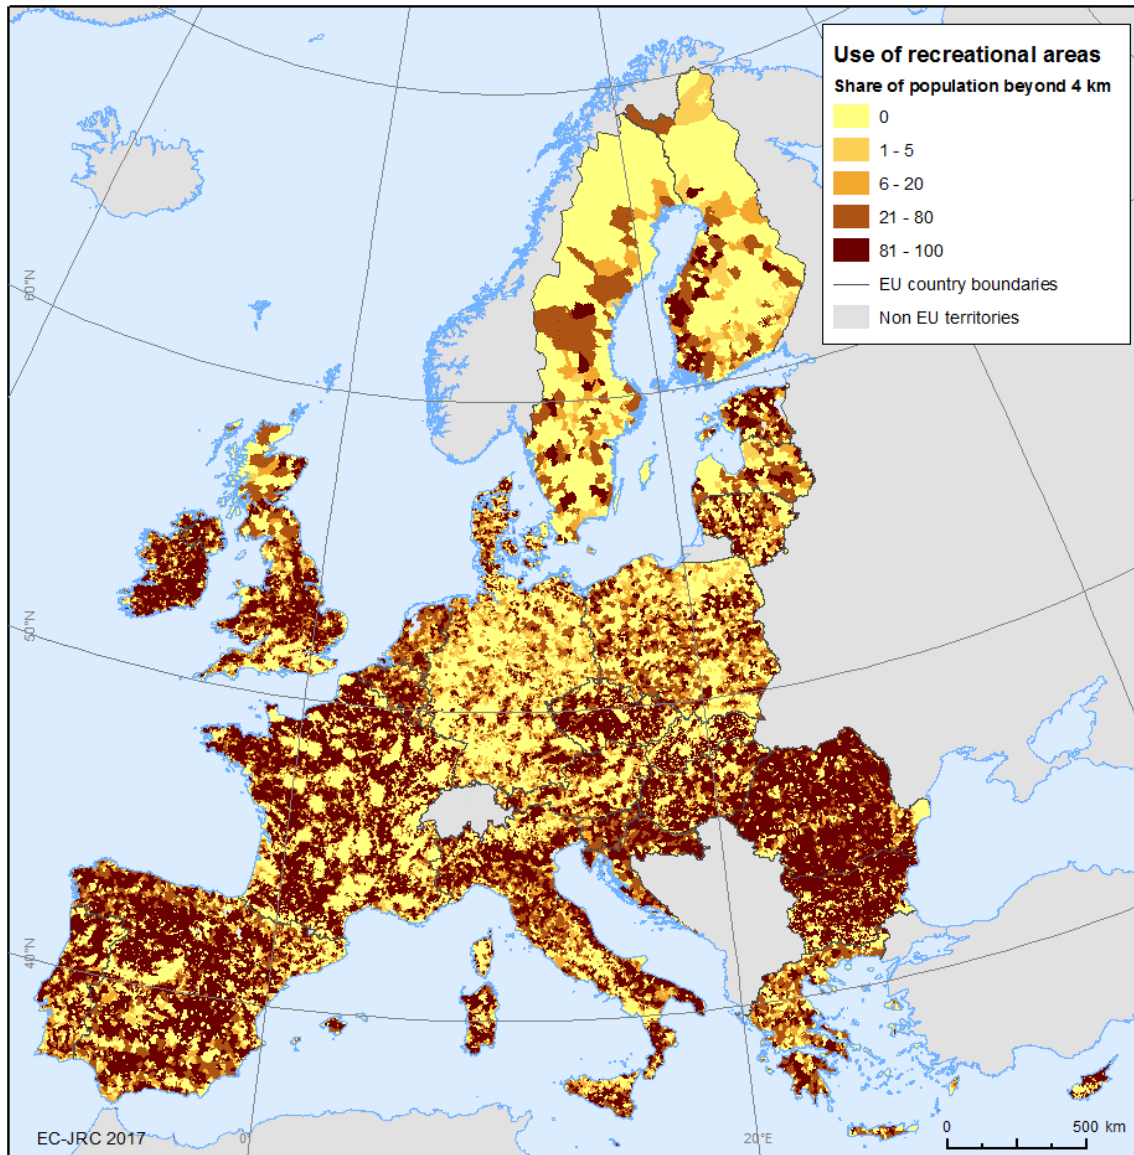 Use of recreational areas
Share of population beyond 4 km
0
1 - 5
6 - 20
21 - 80
81 - 100
EU country boundaries
Non EU territories
60°N
50°N
40°N
EC-JRC 2017
0°
20°E
0
500 km